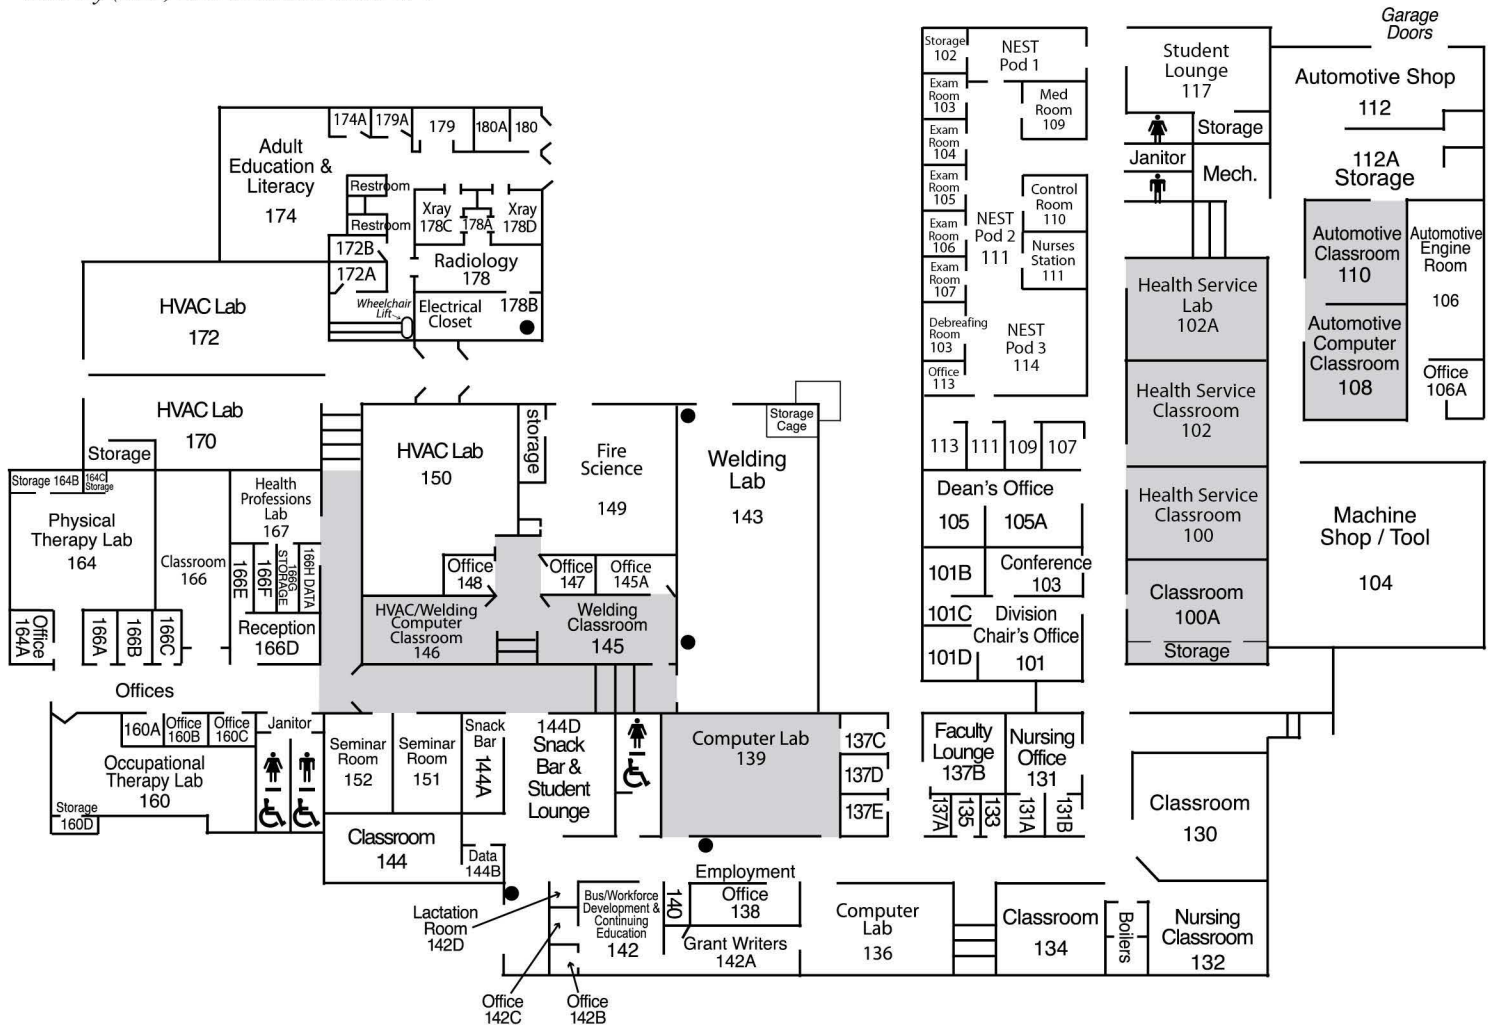 Garage
Doors
Storage
102
NEST
Pod 1
Exam
Room
103
Med
Room
109
Exam
Room
104
Exam
Room
105
Control
Room
110
NEST
Pod 2
111
Exam
Room
106
Nurses
Station
111
Exam
Room
107
Debreafing
Room
103
NEST
Pod 3
114
Office
113
113
111
109
107
Dean's Office
105
105A
101B
Conference
103
101C
Division
Chair's Office
101
101D
Faculty
Lounge
137B
Nursing
Office
131
137A
135
133
131A
131B
Student
Lounge
117
Storage
Janitor
Mech.
Automotive Shop
112
112A
Storage
Automotive
Classroom
110
Automotive
Engine
Room
106
Automotive
Computer
Classroom
108
Office
106A
Health Service
Lab
102A
Health Service
Classroom
102
Health Service
Classroom
100
Classroom
100A
Storage
Machine
Shop / Tool
104
Classroom
130
Nursing
Classroom
132
Boilers
Classroom
134
Computer
Lab
136
174A
179A
179
180A
180
Adult
Education &
Literacy
174
Restroom
Restroom
Xray
178C
178A
Xray
178D
172B
172A
Radiology
178
Wheelchair
Lift
Electrical
Closet
178B
HVAC Lab
172
HVAC Lab
170
Storage
Storage 164B
164C
Storage
Physical
Therapy Lab
164
Office
164A
166A
166B
166C
Classroom
166
Health
Professions
Lab
167
166E
166F
166G
STORAGE
166H DATA
Reception
166D
HVAC Lab
150
storage
Fire
Science
149
Storage
Cage
Welding
Lab
143
Office
148
Office
147
Office
145A
HVAC/Welding
Computer
Classroom
146
Welding
Classroom
145
Offices
160A
Office
160B
Office
160C
Janitor
Occupational
Therapy Lab
160
Storage
160D
Seminar
Room
152
Seminar
Room
151
Snack
Bar
144A
144D
Snack
Bar &
Student
Lounge
Computer Lab
139
137C
137D
137E
Classroom
144
Data
144B
Lactation
Room
142D
Office
142C
Office
142B
Bus/Workforce
Development &
Continuing
Education
142
140
Employment
Office
138
Grant Writers
142A